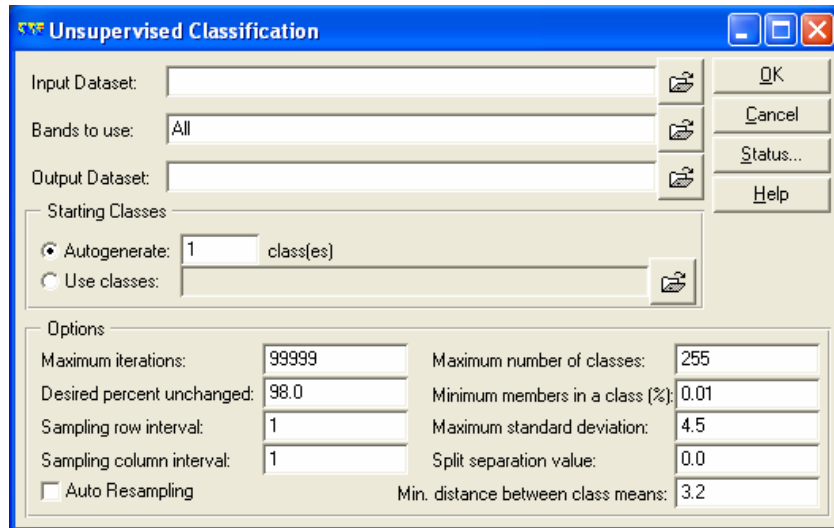 Unsupervised Classification
Input Dataset:
OK
Bands to use: All
Cancel
Output Dataset:
Status...
Help
Starting Classes
Autogenerate: 1 class(es)
Use classes:
Options
Maximum iterations: 99999
Maximum number of classes: 255
Desired percent unchanged: 98.0
Minimum members in a class (%): 0.01
Sampling row interval: 1
Maximum standard deviation: 4.5
Sampling column interval: 1
Split separation value: 0.0
Auto Resampling
Min. distance between class means: 3.2